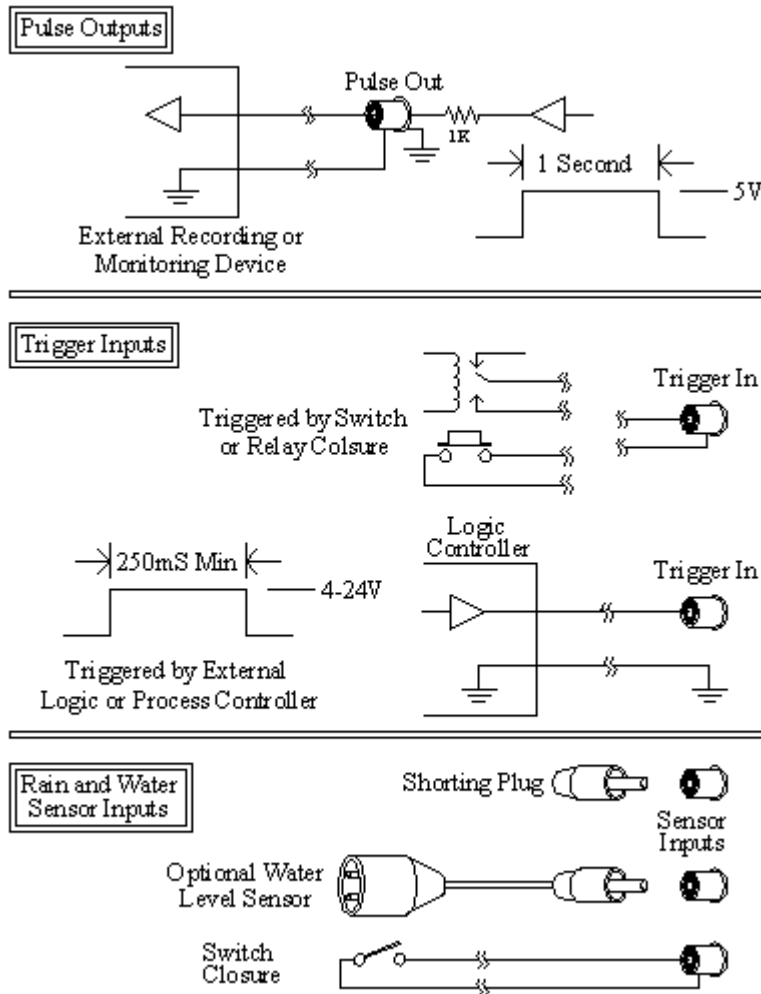 Pulse Outputs
Pulse Out
1K
1 Second
5V
External Recording or
Monitoring Device
Trigger Inputs
Triggered by Switch
or Relay Colsure
Trigger In
250mS Min
4-24V
Triggered by External
Logic or Process Controller
Logic
Controller
Trigger In
Rain and Water
Sensor Inputs
Shorting Plug
Sensor
Inputs
Optional Water
Level Sensor
Switch
Closure